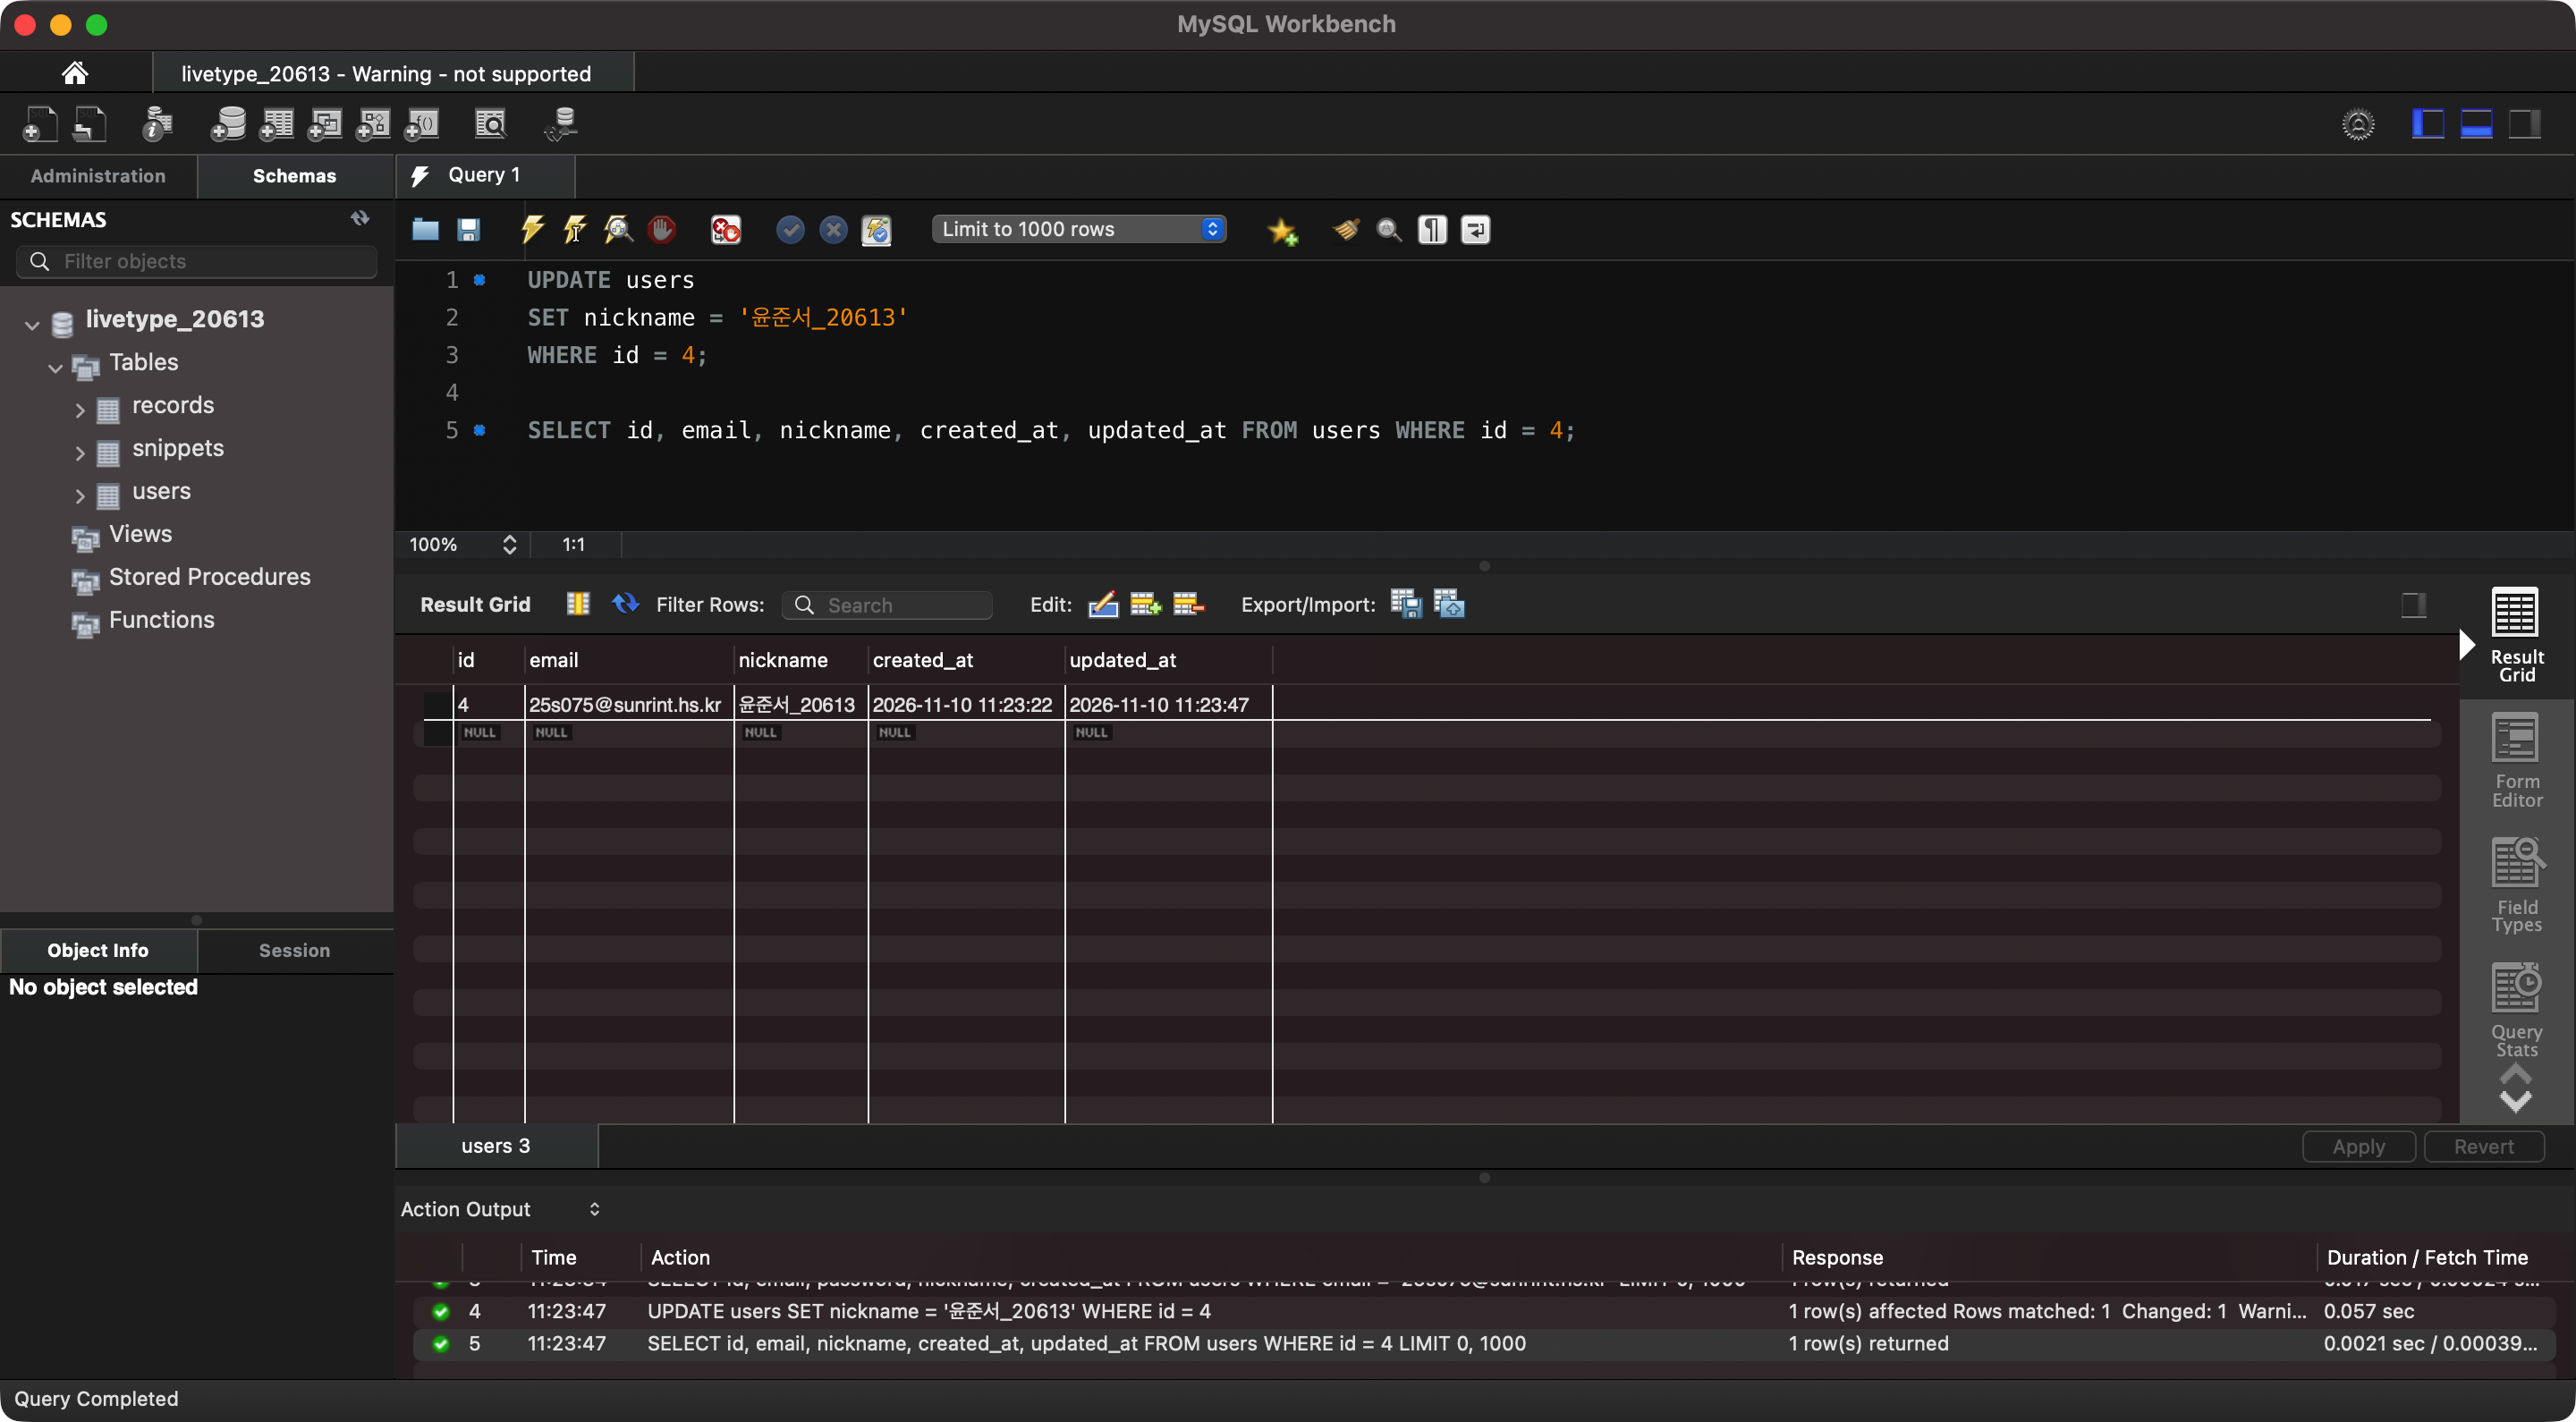 MySQL Workbench
livetype_20613 - Warning - not supported
Administration
Schemas
Query 1
SCHEMAS
Filter objects
Limit to 1000 rows
livetype_20613
Tables
records
snippets
users
Views
Stored Procedures
Functions
1 UPDATE users
2 SET nickname = '윤준서_20613'
3 WHERE id = 4;
4
5 SELECT id, email, nickname, created_at, updated_at FROM users WHERE id = 4;
100% 1:1
Result Grid Filter Rows: Search Edit: Export/Import:
id email nickname created_at updated_at
4 25s075@sunrint.hs.kr 윤준서_20613 2026-11-10 11:23:22 2026-11-10 11:23:47
NULL NULL NULL NULL NULL
Result
Grid
Form
Editor
Field
Types
Query
Stats
Object Info
Session
No object selected
users 3
Apply Revert
Action Output
Time Action Response Duration / Fetch Time
4 11:23:47 UPDATE users SET nickname = '윤준서_20613' WHERE id = 4 1 row(s) affected Rows matched: 1 Changed: 1 Warni... 0.057 sec
5 11:23:47 SELECT id, email, nickname, created_at, updated_at FROM users WHERE id = 4 LIMIT 0, 1000 1 row(s) returned 0.0021 sec / 0.00039...
Query Completed